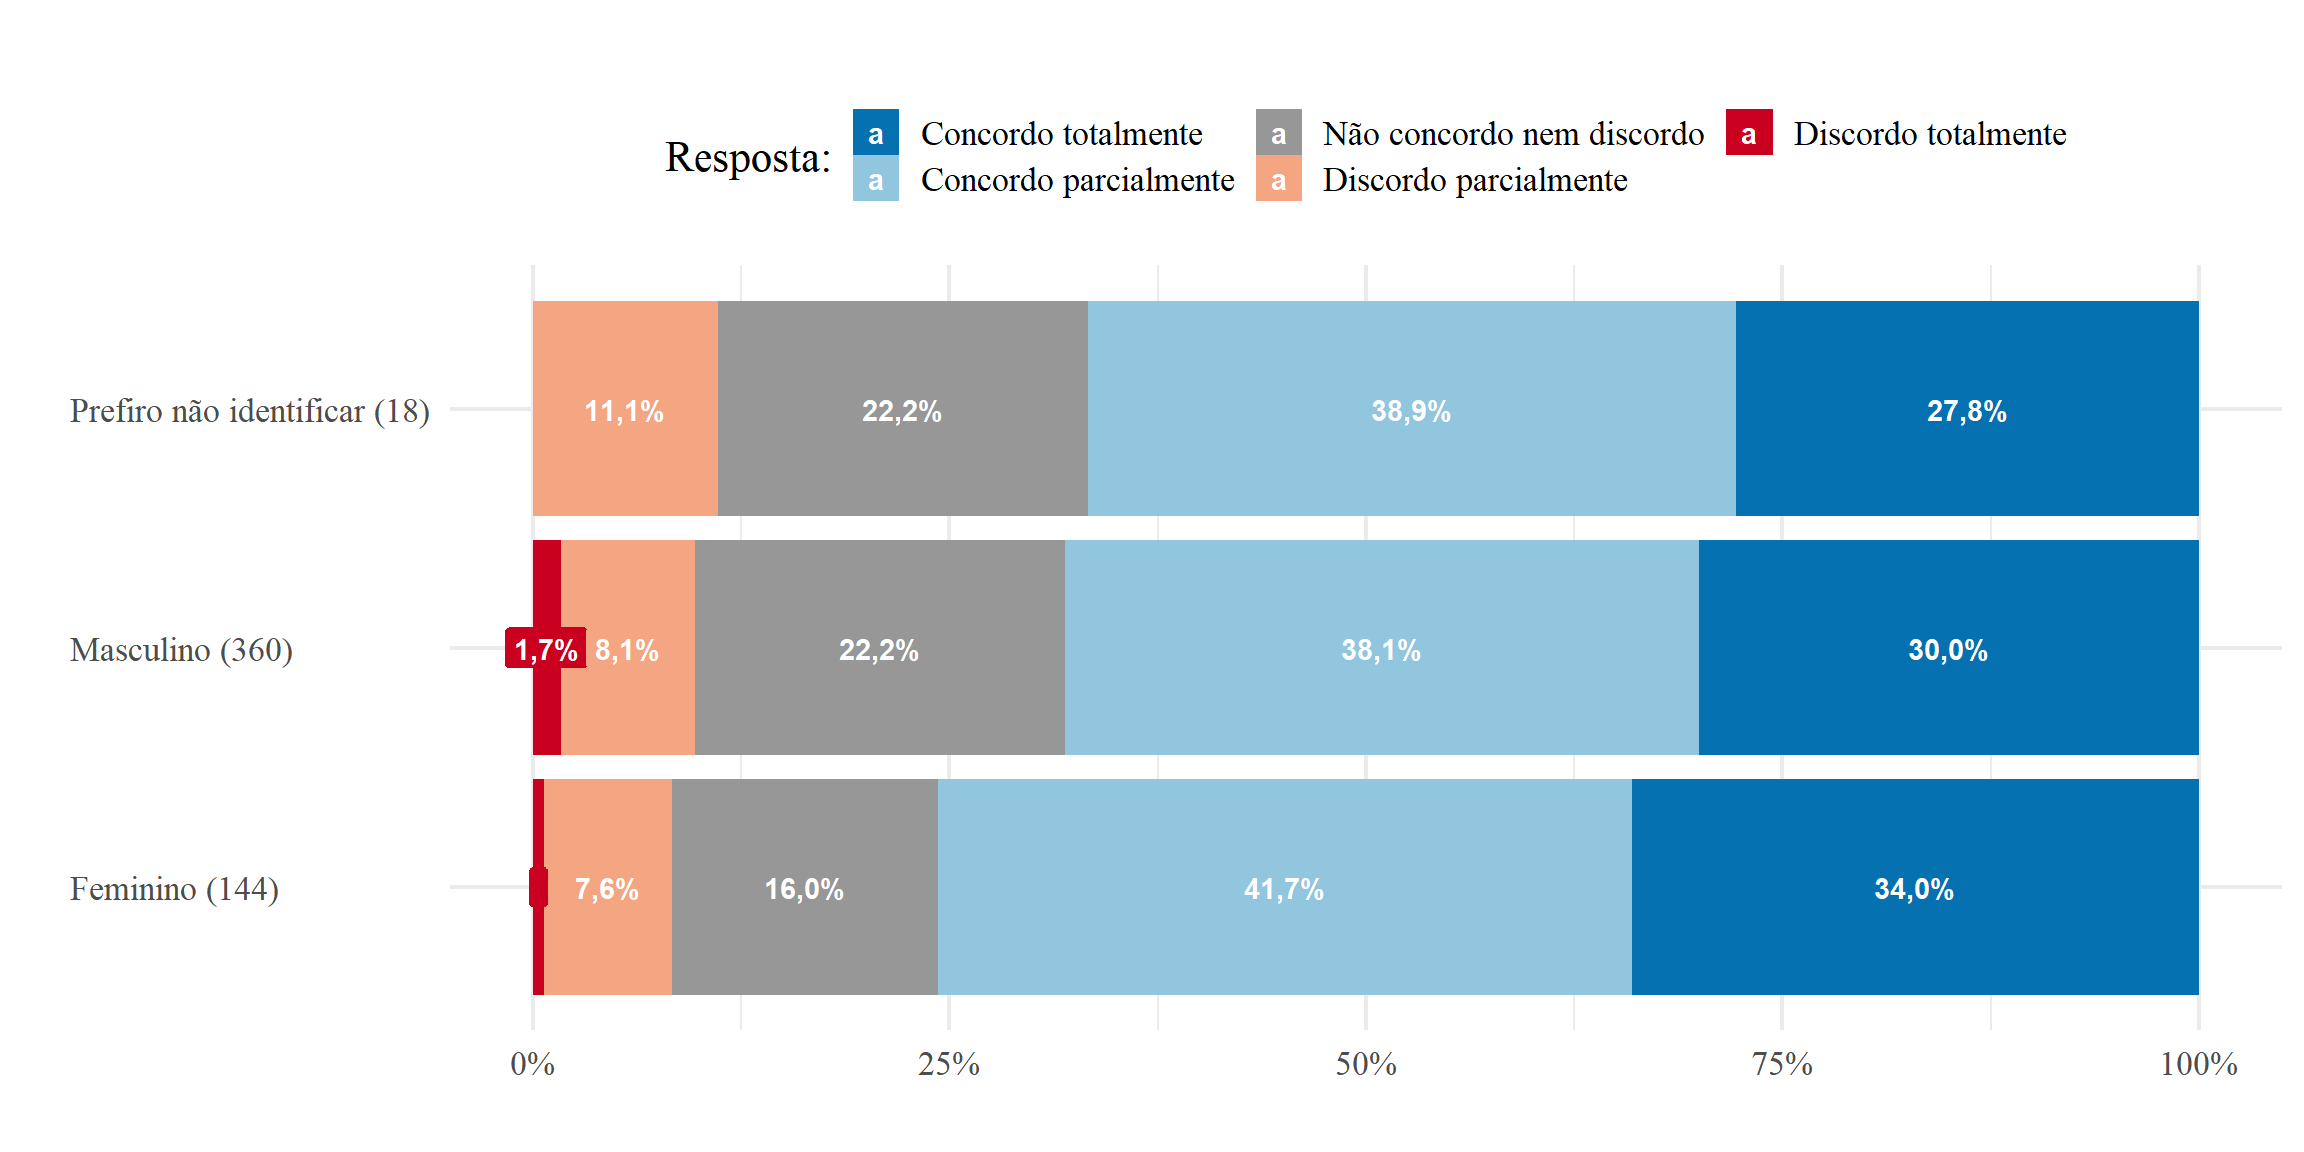 Resposta:
a Concordo totalmente
a Concordo parcialmente
a Não concordo nem discordo
a Discordo parcialmente
a Discordo totalmente
Prefiro não identificar (18) 11,1% 22,2% 38,9% 27,8%
Masculino (360) 1,7% 8,1% 22,2% 38,1% 30,0%
Feminino (144) 7,6% 16,0% 41,7% 34,0%
0% 25% 50% 75% 100%